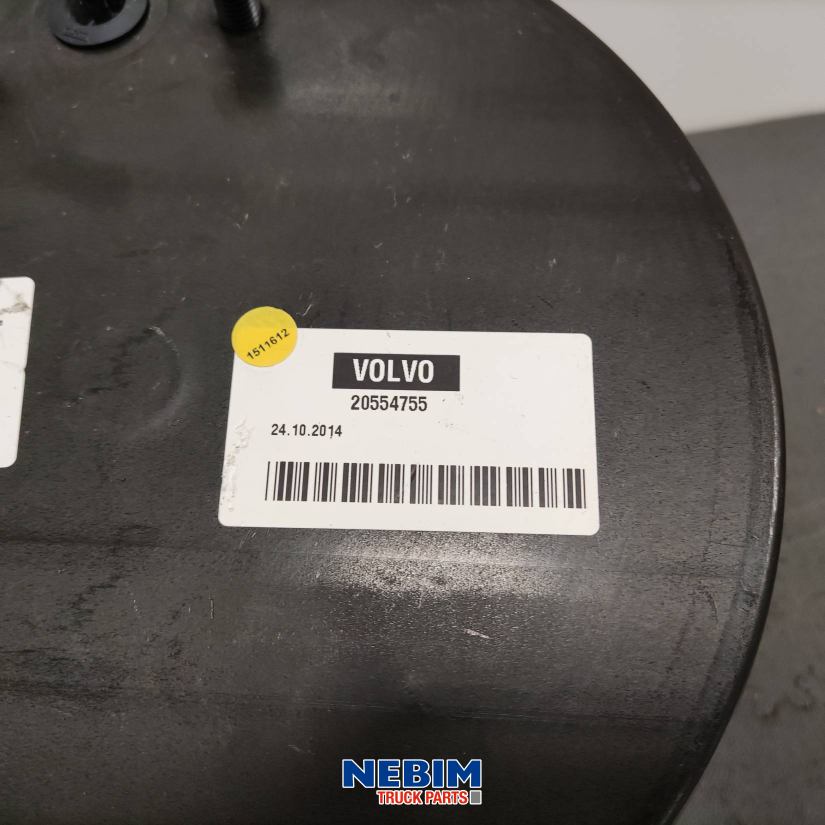 1511612
VOLVO
20554755
24.10.2014
NEBIM
TRUCK PARTS